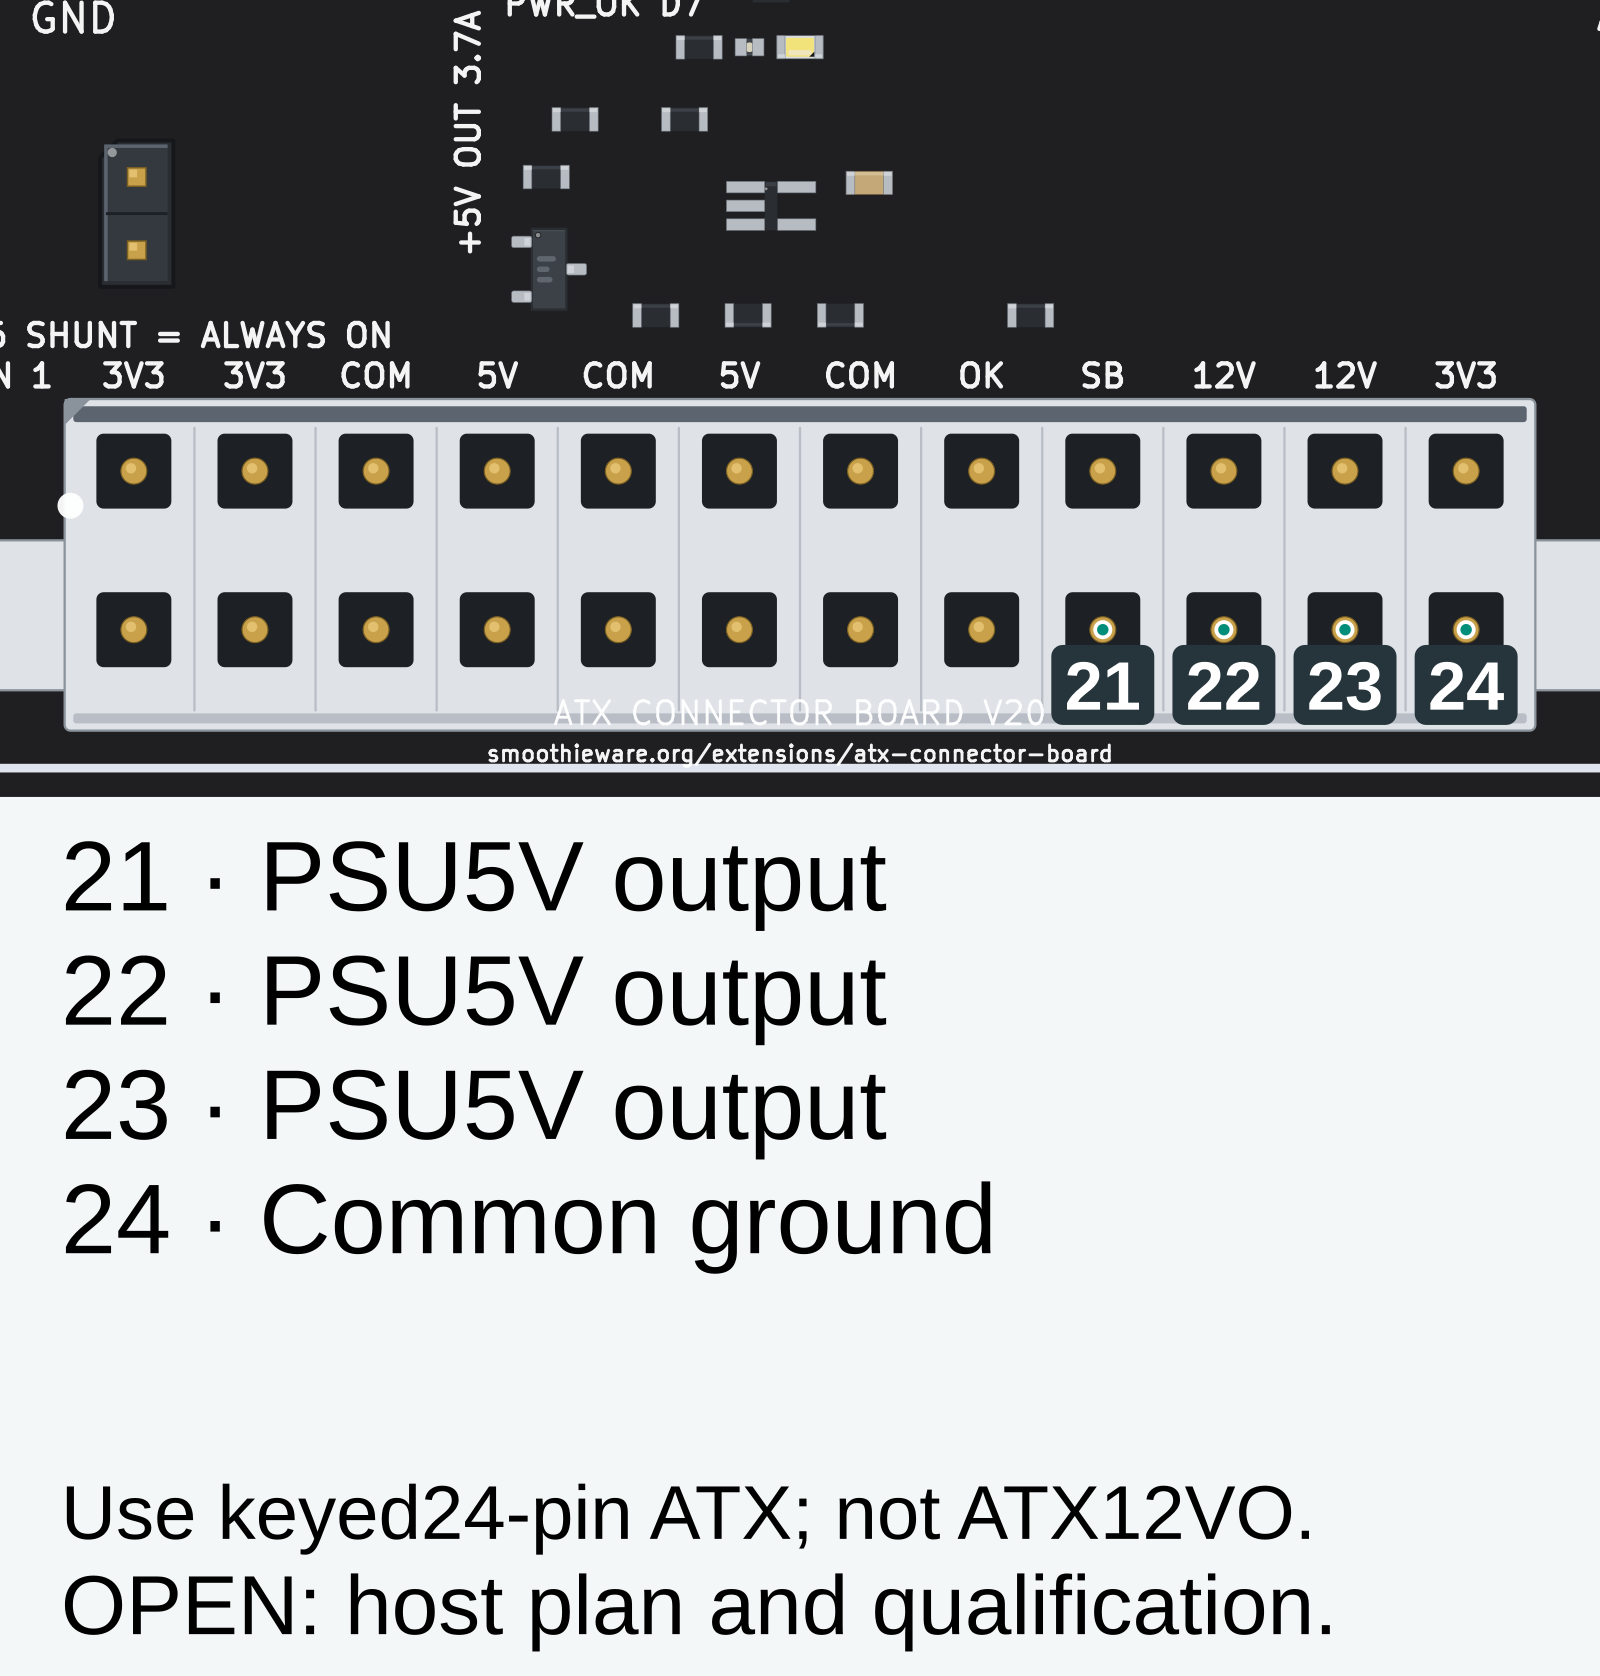 GND
PWR_OK D7
+5V OUT 3.7A
SHUNT = ALWAYS ON
1 3V3 3V3 COM 5V COM 5V COM OK SB 12V 12V 3V3
21 22 23 24
ATX CONNECTOR BOARD V20
smoothieware.org/extensions/atx-connector-board
21 · PSU5V output
22 · PSU5V output
23 · PSU5V output
24 · Common ground
Use keyed24-pin ATX; not ATX12VO.
OPEN: host plan and qualification.